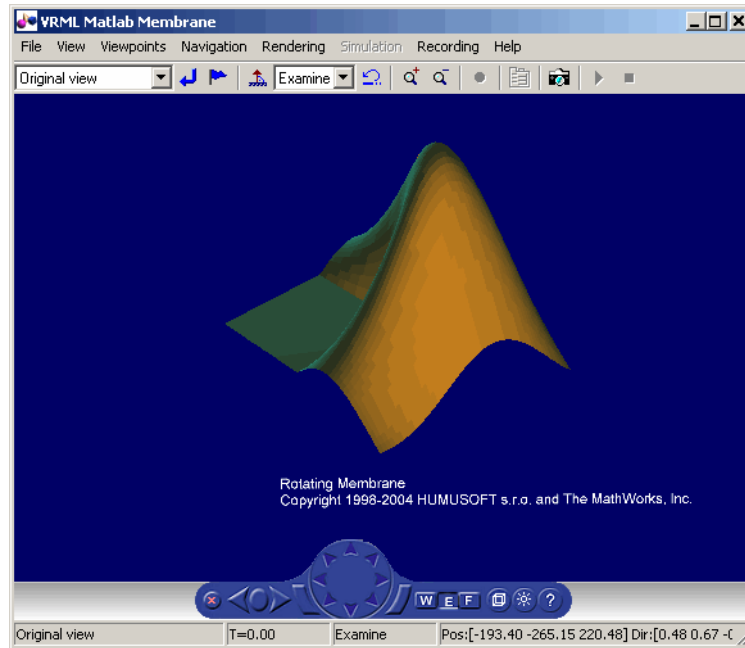 VRML Matlab Membrane
File View Viewpoints Navigation Rendering Simulation Recording Help
Original view Examine
Rotating Membrane
Copyright 1998-2004 HUMUSOFT s.r.o. and The MathWorks, Inc.
W E F ?
Original view T=0.00 Examine Pos:[-193.40 -265.15 220.48] Dir:[0.48 0.67 -0